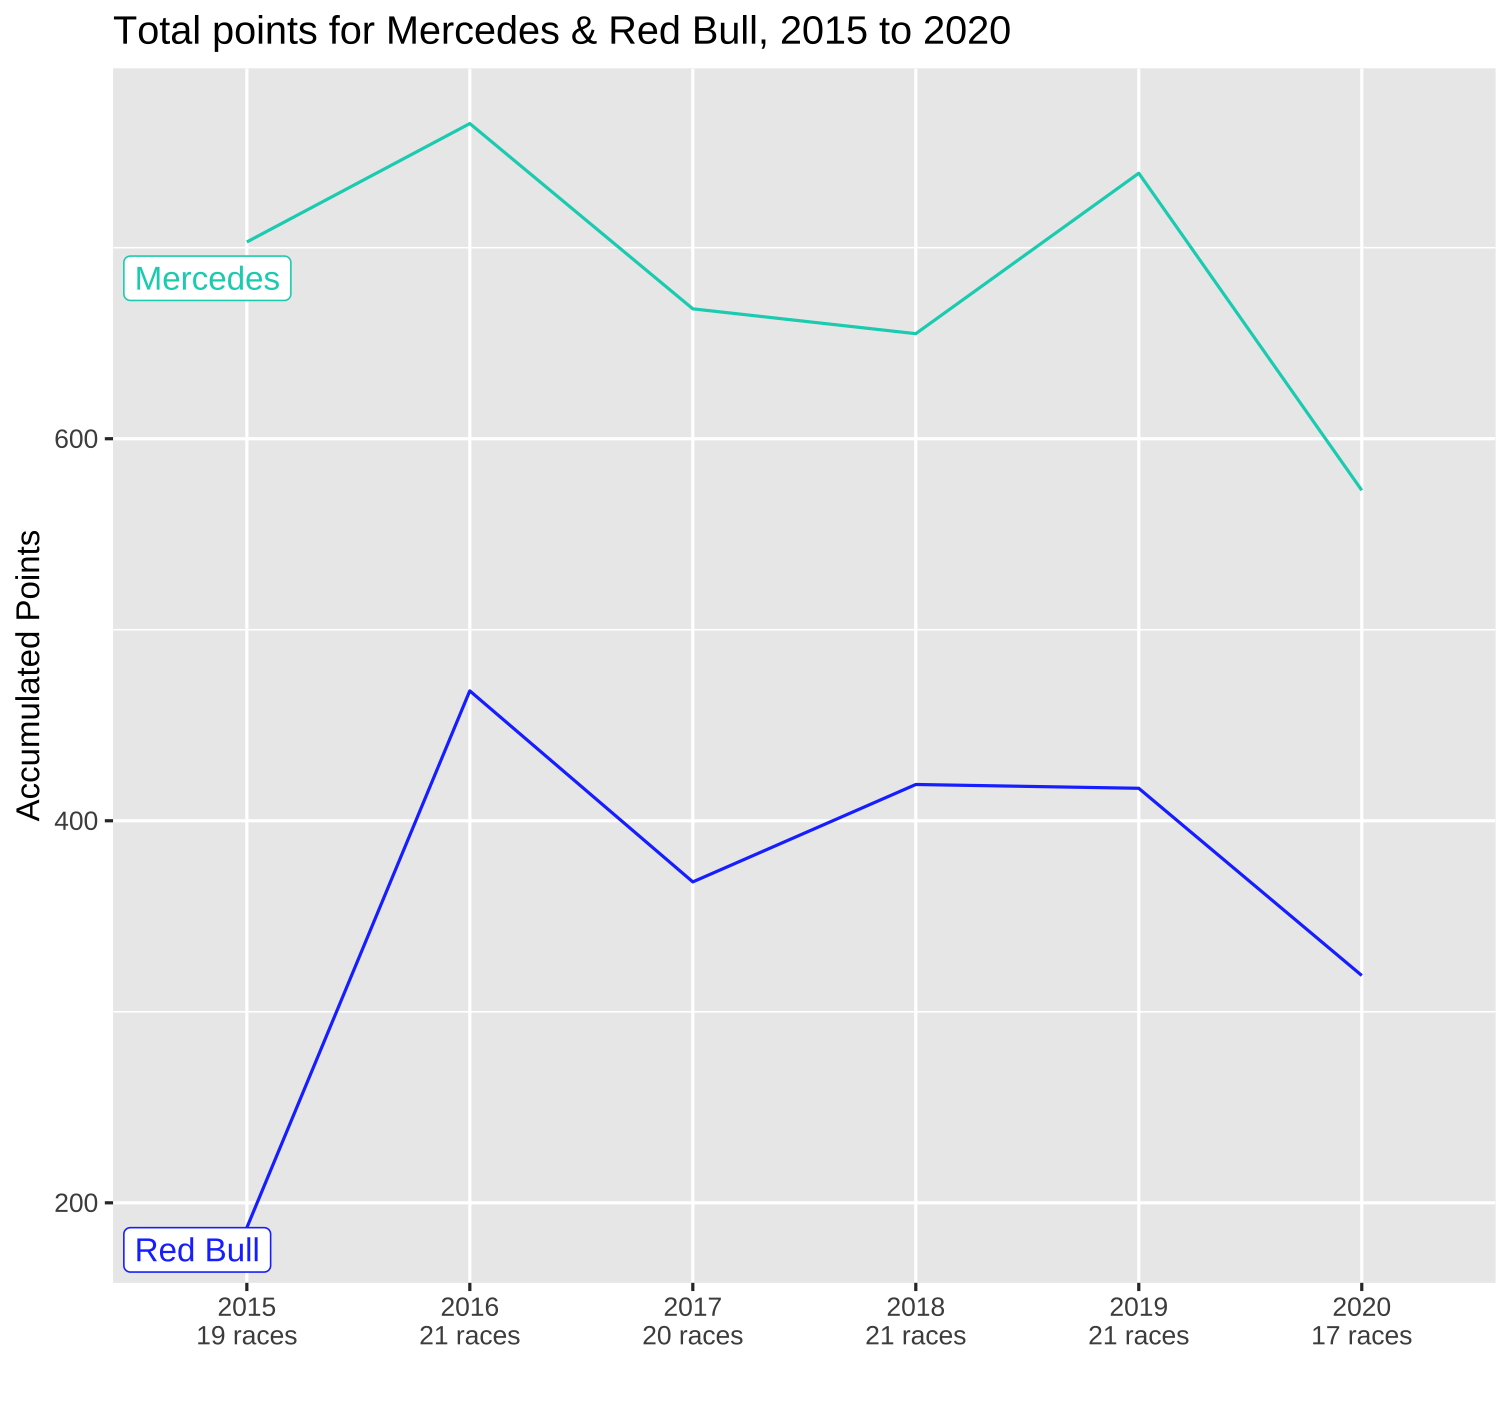 Total points for Mercedes & Red Bull, 2015 to 2020
Accumulated Points
Mercedes
600
400
200
Red Bull
2015 2016 2017 2018 2019 2020
19 races 21 races 20 races 21 races 21 races 17 races